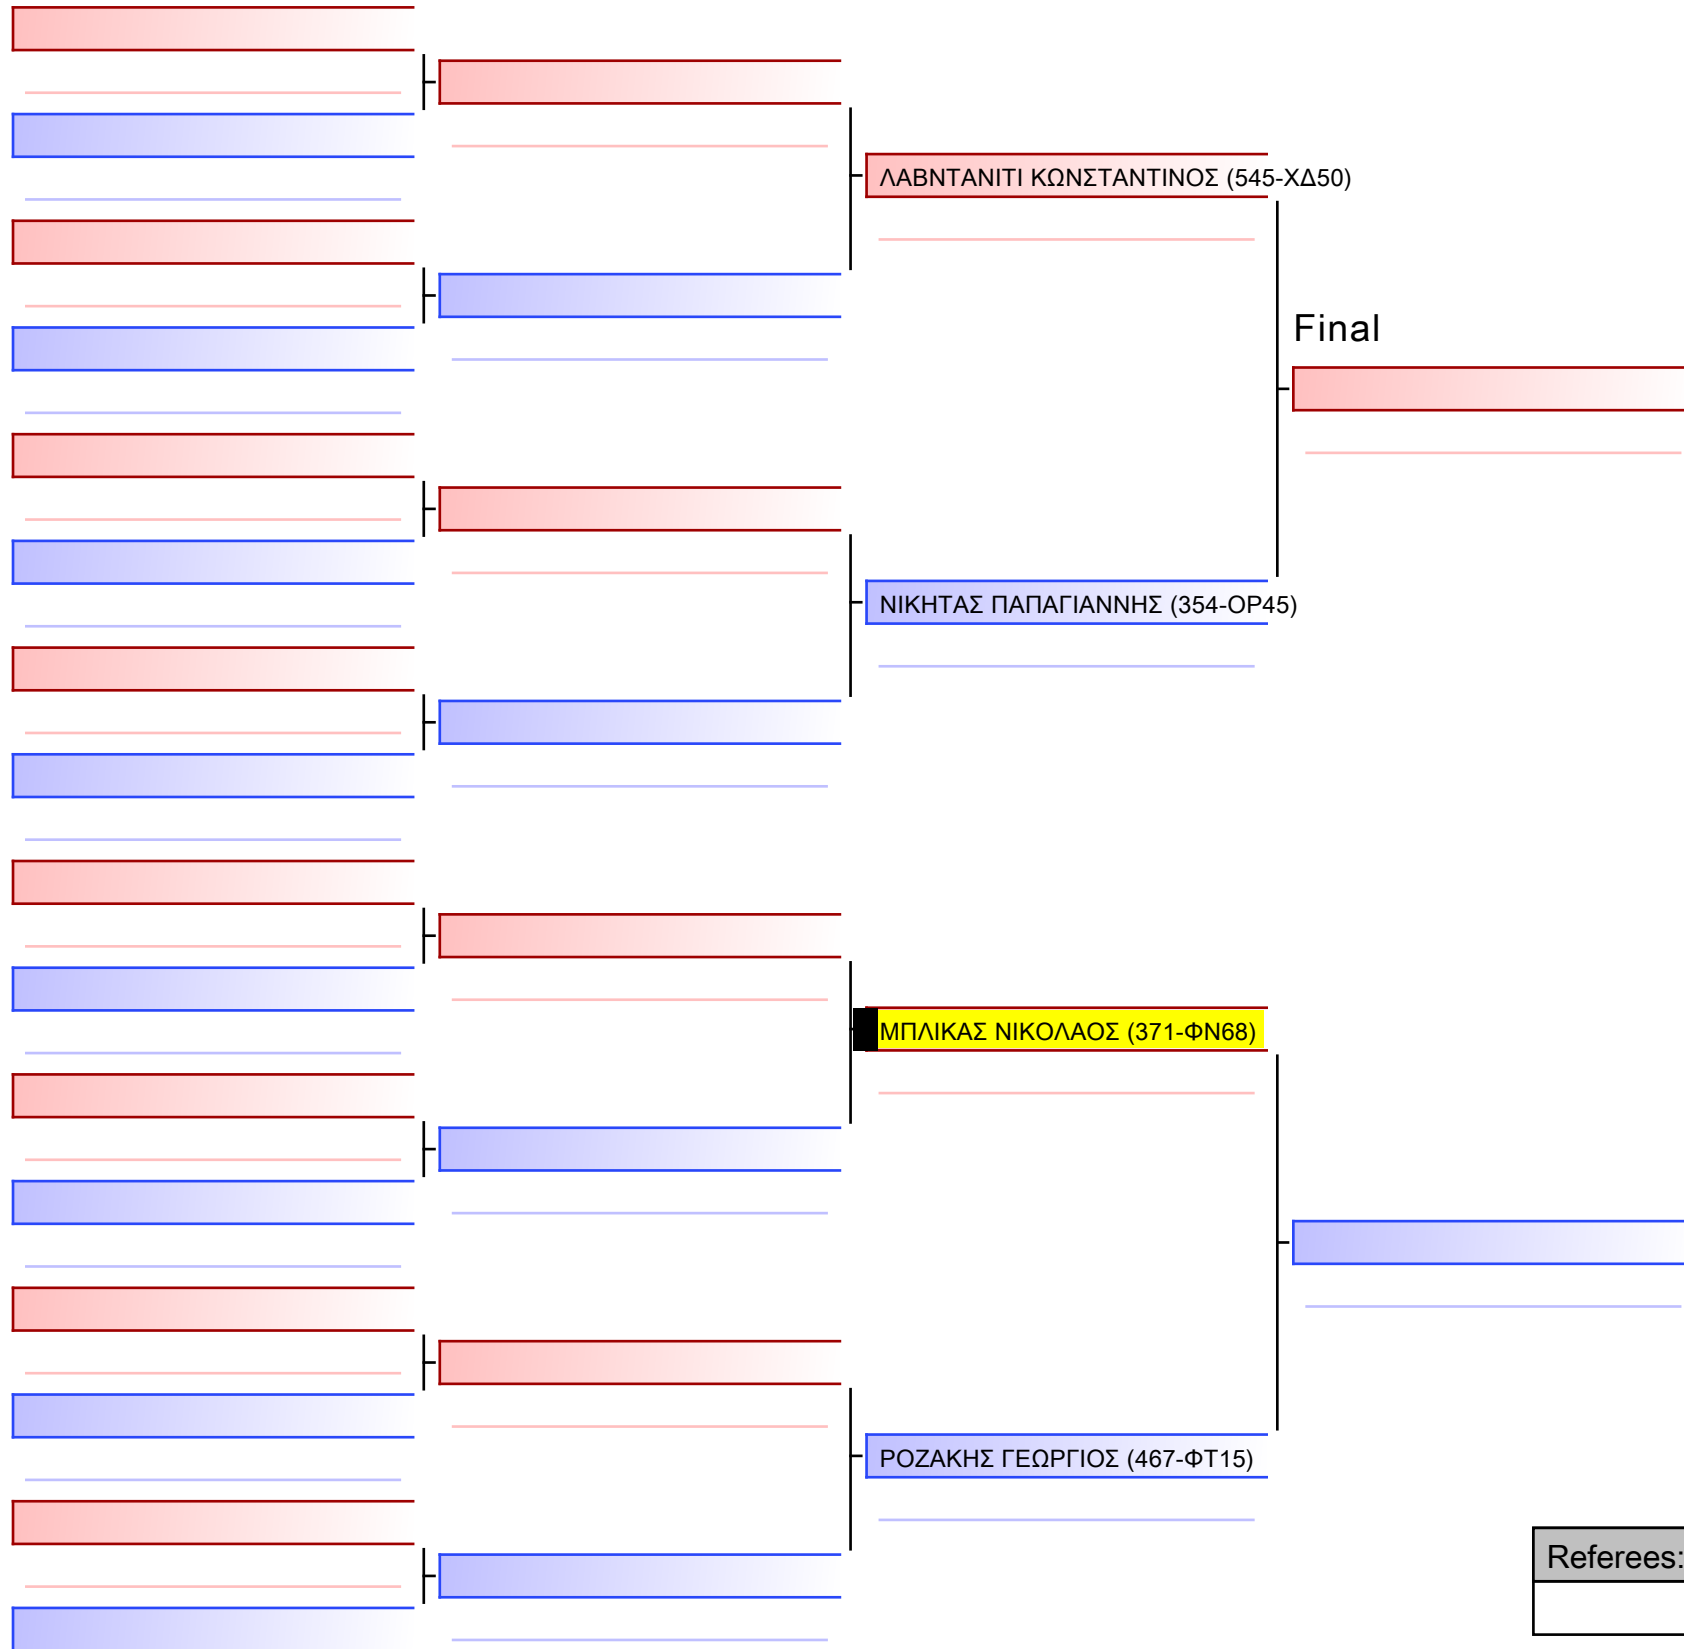 ΛΑΒΝΤΑΝΙΤΙ ΚΩΝΣΤΑΝΤΙΝΟΣ (545-ΧΔ50)
Final
ΝΙΚΗΤΑΣ ΠΑΠΑΓΙΑΝΝΗΣ (354-ΟΡ45)
ΜΠΛΙΚΑΣ ΝΙΚΟΛΑΟΣ (371-ΦΝ68)
ΡΟΖΑΚΗΣ ΓΕΩΡΓΙΟΣ (467-ΦΤ15)
Referees: